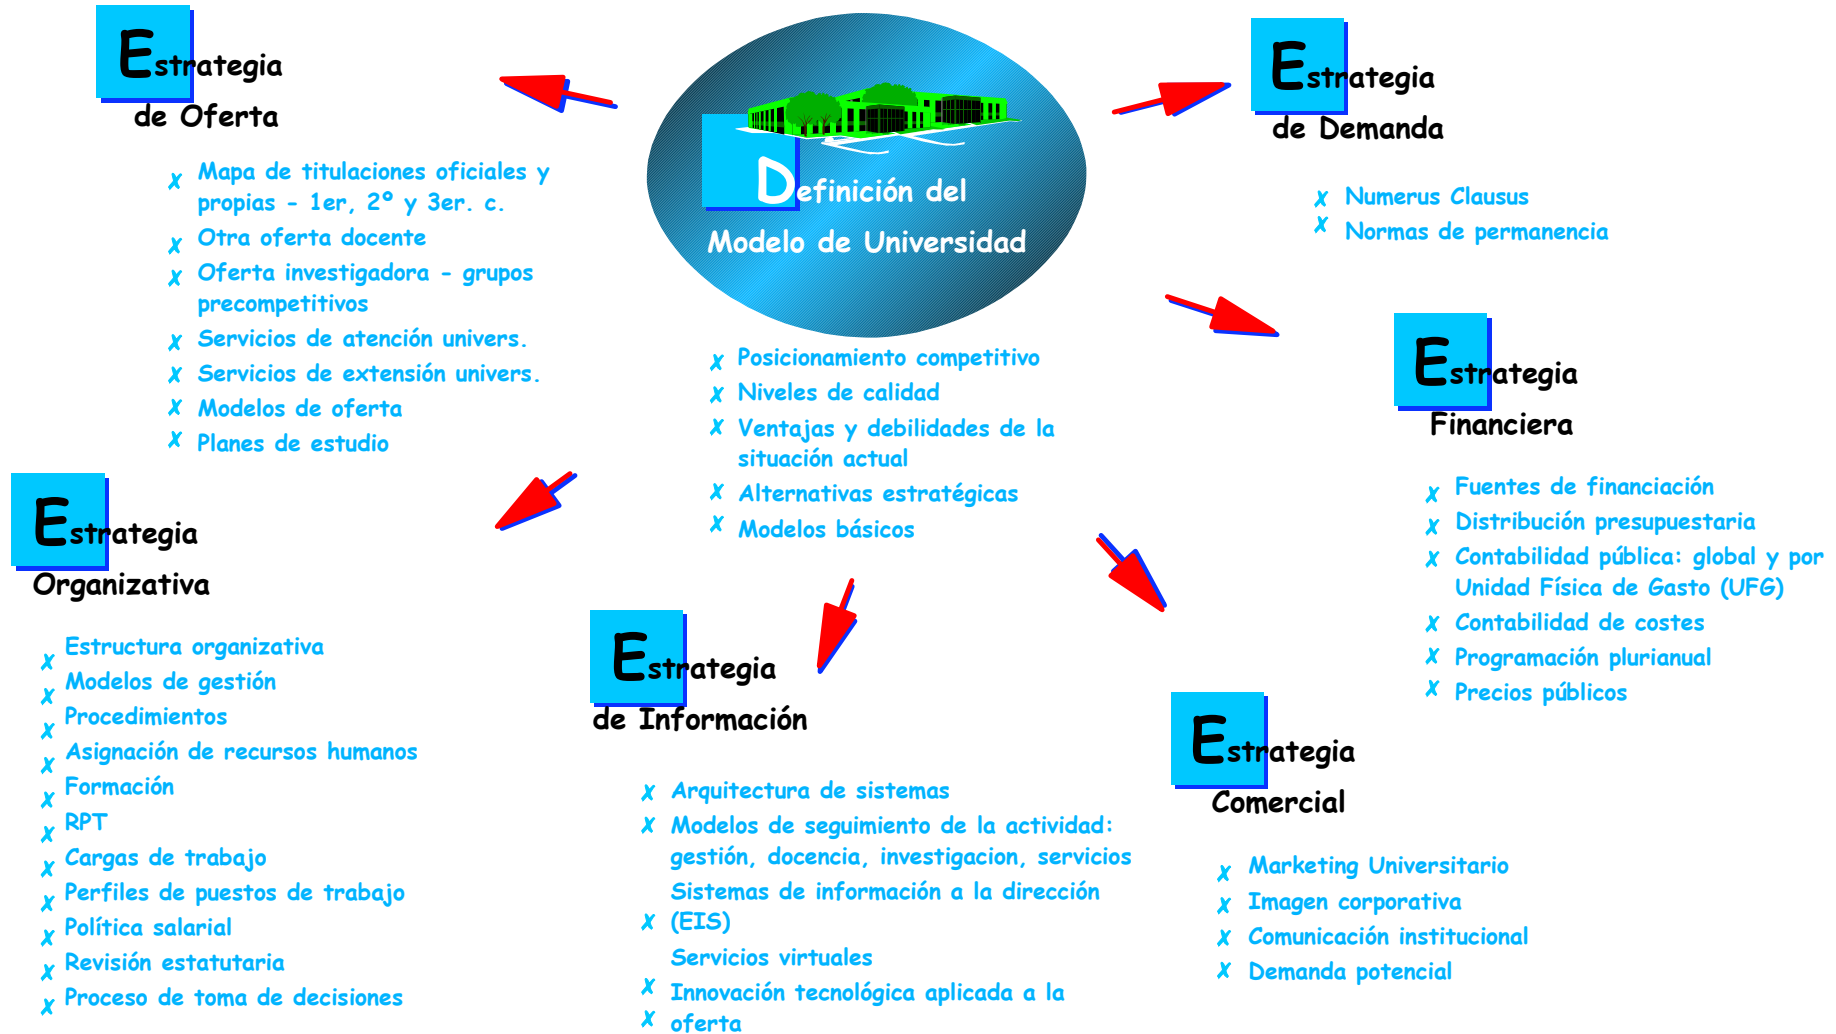 Estrategia
de Oferta
Mapa de titulaciones oficiales y
propias - 1er, 2º y 3er. c.
Otra oferta docente
Oferta investigadora - grupos
precompetitivos
Servicios de atención univers.
Servicios de extensión univers.
Modelos de oferta
Planes de estudio
Definición del
Modelo de Universidad
Posicionamiento competitivo
Niveles de calidad
Ventajas y debilidades de la
situación actual
Alternativas estratégicas
Modelos básicos
Estrategia
de Demanda
Numerus Clausus
Normas de permanencia
Estrategia
Financiera
Fuentes de financiación
Distribución presupuestaria
Contabilidad pública: global y por
Unidad Física de Gasto (UFG)
Contabilidad de costes
Programación plurianual
Precios públicos
Estrategia
Organizativa
Estructura organizativa
Modelos de gestión
Procedimientos
Asignación de recursos humanos
Formación
RPT
Cargas de trabajo
Perfiles de puestos de trabajo
Política salarial
Revisión estatutaria
Proceso de toma de decisiones
Estrategia
de Información
Arquitectura de sistemas
Modelos de seguimiento de la actividad:
gestión, docencia, investigacion, servicios
Sistemas de información a la dirección
(EIS)
Servicios virtuales
Innovación tecnológica aplicada a la
oferta
Estrategia
Comercial
Marketing Universitario
Imagen corporativa
Comunicación institucional
Demanda potencial